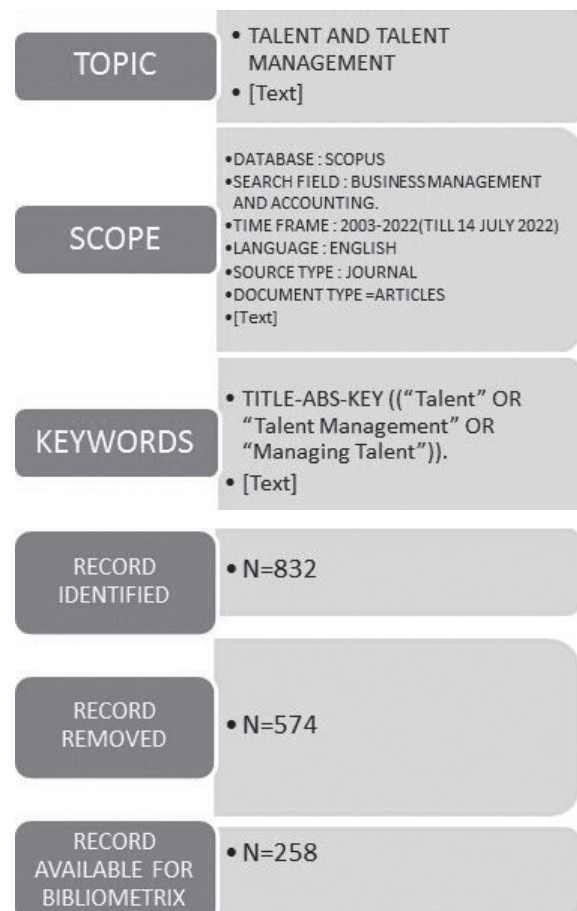 TOPIC
• TALENT AND TALENT
MANAGEMENT
• [Text]
SCOPE
•DATABASE : SCOPUS
•SEARCH FIELD : BUSINESS MANAGEMENT
AND ACCOUNTING.
•TIME FRAME : 2003-2022(TILL 14 JULY 2022)
•LANGUAGE : ENGLISH
•SOURCE TYPE : JOURNAL
•DOCUMENT TYPE =ARTICLES
•[Text]
KEYWORDS
• TITLE-ABS-KEY ((“Talent” OR
“Talent Management” OR
“Managing Talent”)).
• [Text]
RECORD
IDENTIFIED
• N=832
RECORD
REMOVED
• N=574
RECORD
AVAILABLE FOR
BIBLIOMETRIX
• N=258